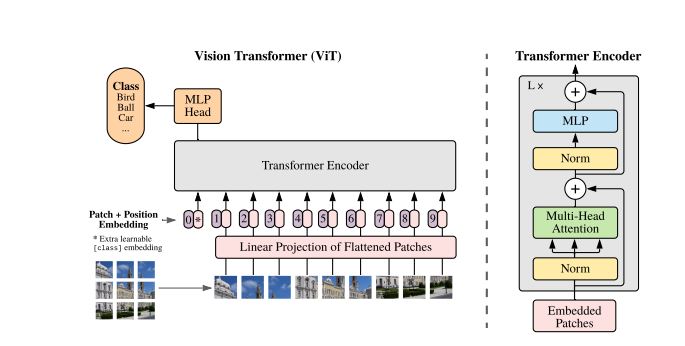 Vision Transformer (ViT)
Class
Bird
Ball
Car
...
MLP
Head
Transformer Encoder
Patch + Position
Embedding
* Extra learnable
[class] embedding
0 * 1 2 3 4 5 6 7 8 9
Linear Projection of Flattened Patches
Transformer Encoder
L x
+
MLP
Norm
+
Multi-Head
Attention
Norm
Embedded
Patches